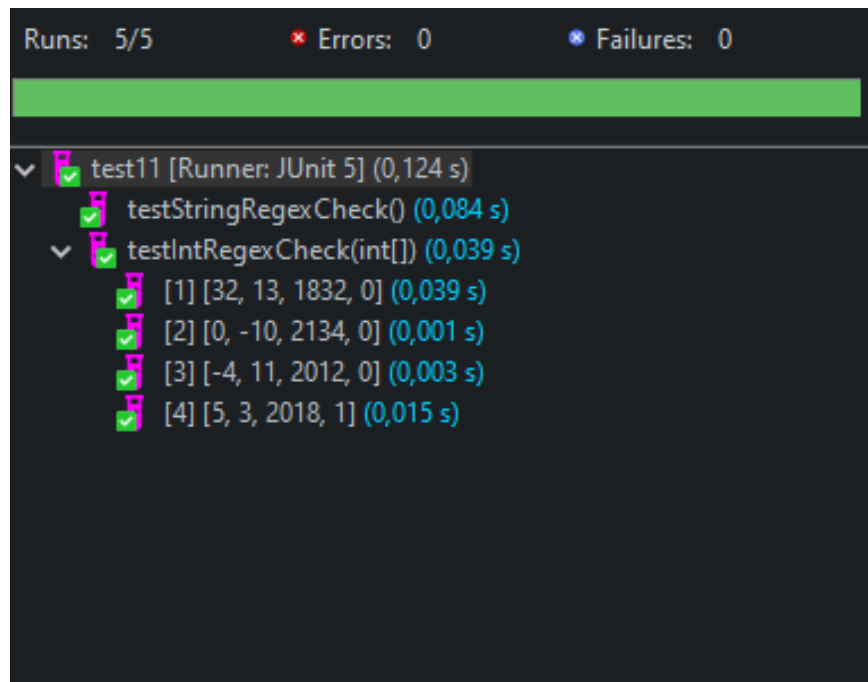 Runs: 5/5 Errors: 0 Failures: 0
test11 [Runner: JUnit 5] (0,124 s)
testStringRegexCheck() (0,084 s)
testIntRegexCheck(int[]) (0,039 s)
[1] [32, 13, 1832, 0] (0,039 s)
[2] [0, -10, 2134, 0] (0,001 s)
[3] [-4, 11, 2012, 0] (0,003 s)
[4] [5, 3, 2018, 1] (0,015 s)